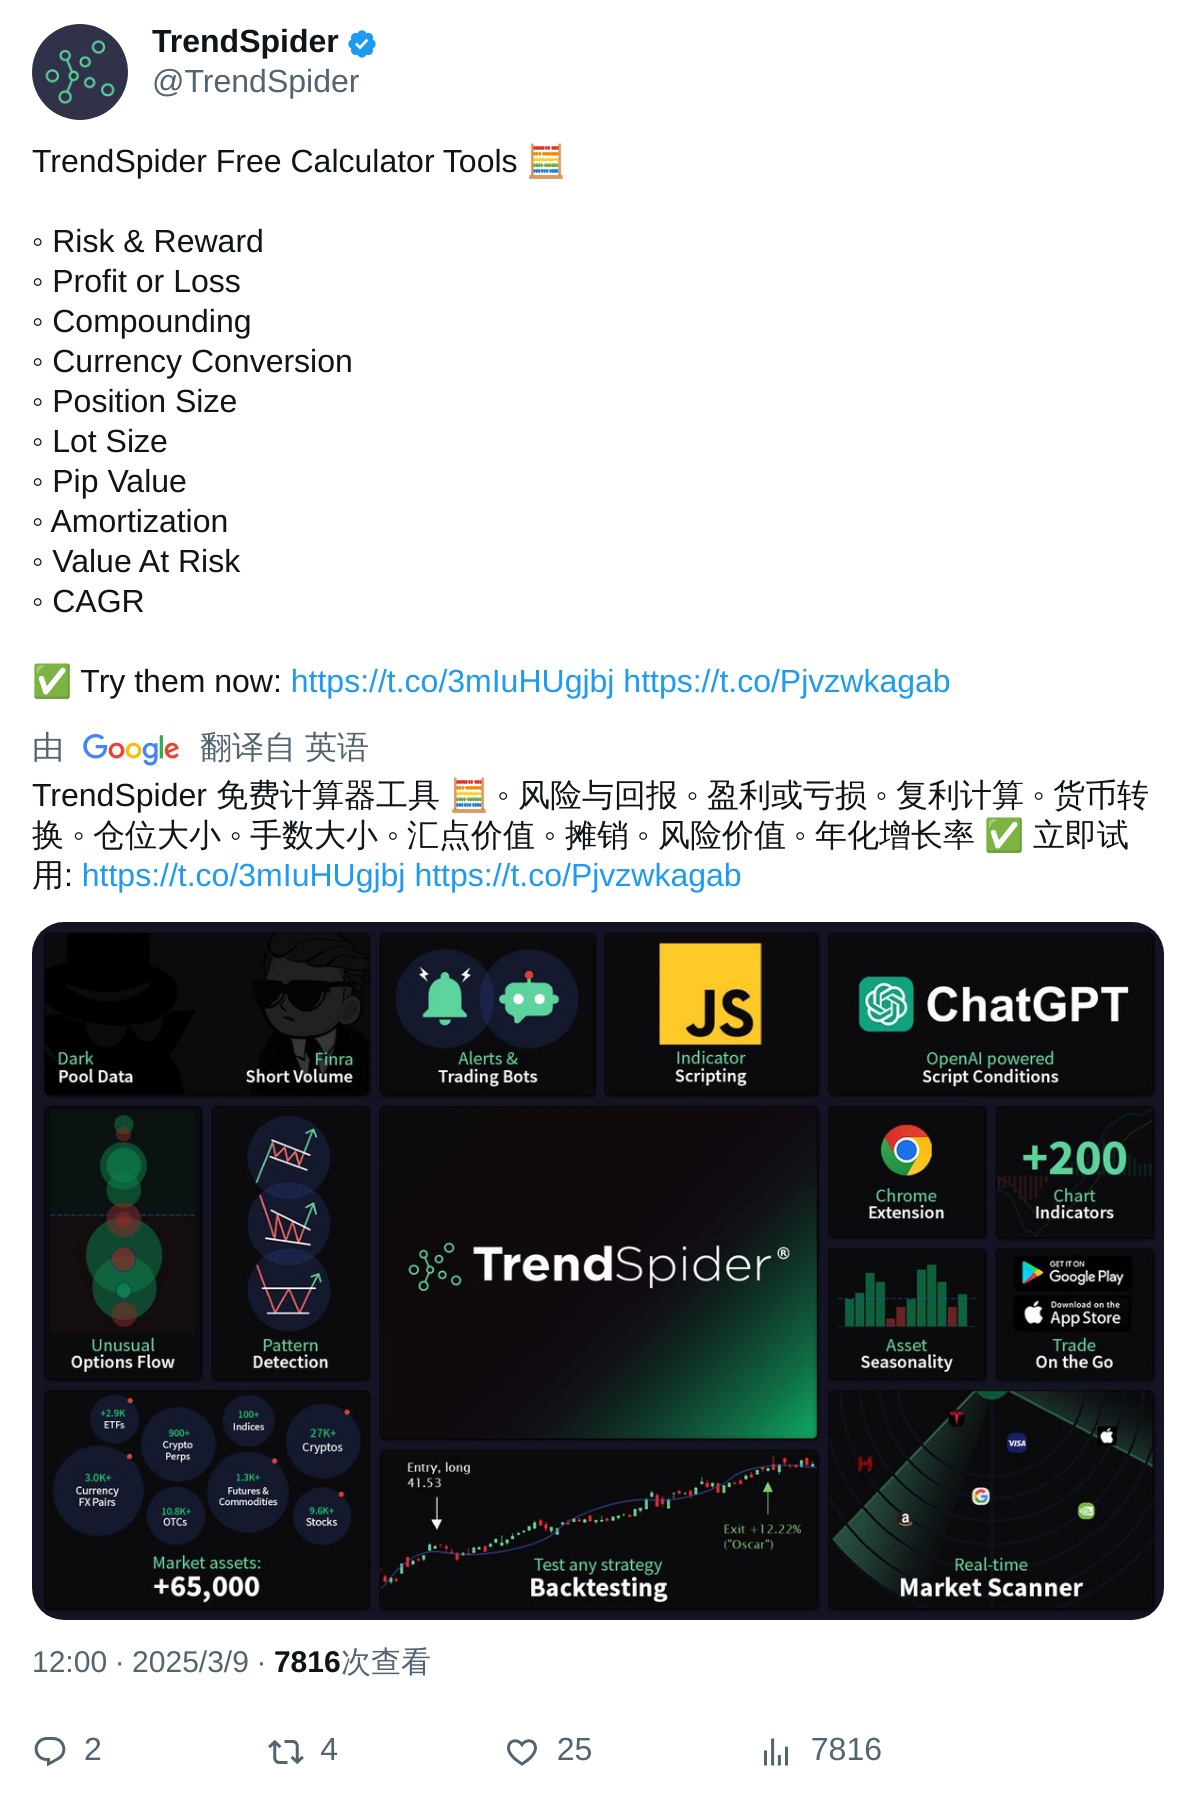 TrendSpider
@TrendSpider
TrendSpider Free Calculator Tools 🧮
◦ Risk & Reward
◦ Profit or Loss
◦ Compounding
◦ Currency Conversion
◦ Position Size
◦ Lot Size
◦ Pip Value
◦ Amortization
◦ Value At Risk
◦ CAGR
✅ Try them now: https://t.co/3mIuHUgjbj https://t.co/Pjvzwkagab
由 Google 翻译自 英语
TrendSpider 免费计算器工具 🧮 ◦ 风险与回报 ◦ 盈利或亏损 ◦ 复利计算 ◦ 货币转
换 ◦ 仓位大小 ◦ 手数大小 ◦ 汇点价值 ◦ 摊销 ◦ 风险价值 ◦ 年化增长率 ✅ 立即试
用: https://t.co/3mIuHUgjbj https://t.co/Pjvzwkagab
Dark
Pool Data
Finra
Short Volume
Alerts &
Trading Bots
JS
Indicator
Scripting
ChatGPT
OpenAI powered
Script Conditions
Unusual
Options Flow
Pattern
Detection
TrendSpider®
Chrome
Extension
+200
Chart
Indicators
Asset
Seasonality
GET IT ON
Google Play
Download on the
App Store
Trade
On the Go
+2.9K
ETFs
900+
Crypto
Perps
100+
Indices
27K+
Cryptos
3.0K+
Currency
FX Pairs
10.8K+
OTCs
1.3K+
Futures &
Commodities
9.6K+
Stocks
Market assets:
+65,000
Entry, long
41.53
Exit +12.22%
("Oscar")
Test any strategy
Backtesting
VISA
G
a
Real-time
Market Scanner
12:00 · 2025/3/9 · 7816次查看
2 4 25 7816